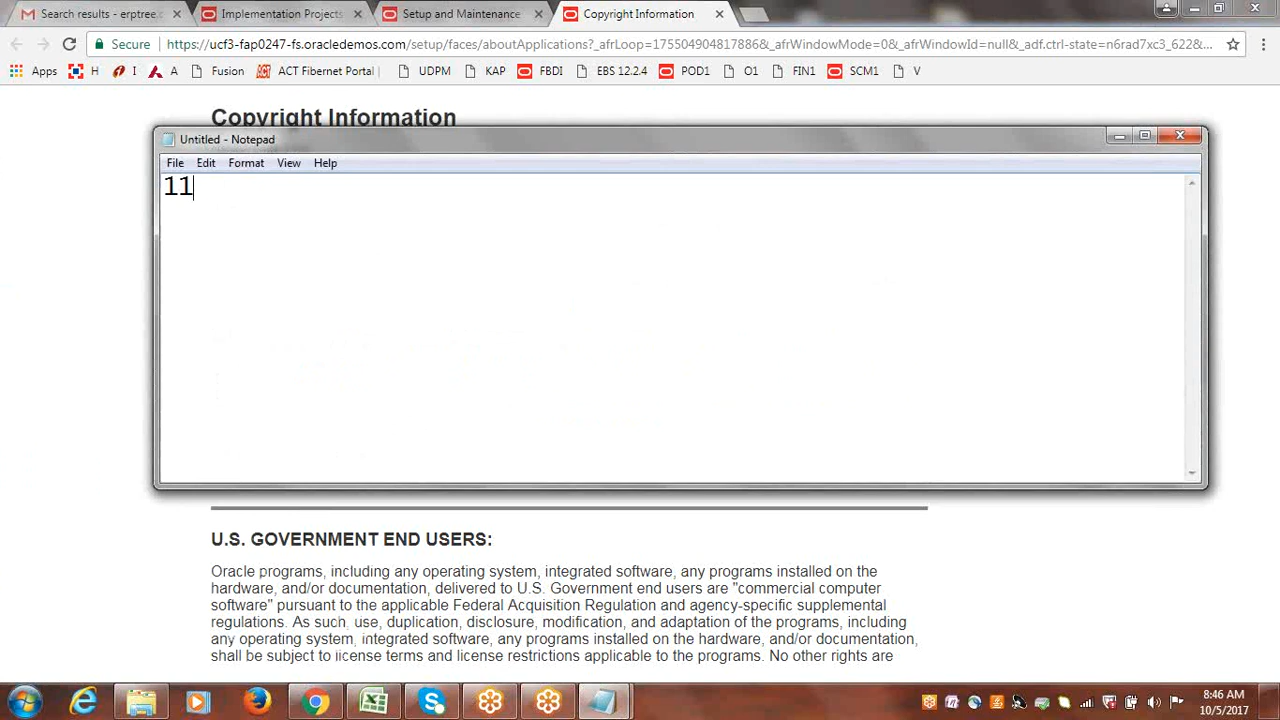 Search results - erptree.c
Implementation Projects
Setup and Maintenance
Copyright Information
Secure
https://ucf3-fap0247-fs.oracledemos.com/setup/faces/aboutApplications?_afrLoop=1755049048178866&_afrWindowMode=0&_afrWindowId=null&_adf.ctrl-state=n6rad7xc3_622&...
Apps H I A Fusion ACT Fibernet Portal | UDPM KAP FBDI EBS 12.2.4 POD1 O1 FIN1 SCM1 V
Copyright Information
Untitled - Notepad
File Edit Format View Help
11
U.S. GOVERNMENT END USERS:
Oracle programs, including any operating system, integrated software, any programs installed on the
hardware, and/or documentation, delivered to U.S. Government end users are "commercial computer
software" pursuant to the applicable Federal Acquisition Regulation and agency-specific supplemental
regulations. As such, use, duplication, disclosure, modification, and adaptation of the programs, including
any operating system, integrated software, any programs installed on the hardware, and/or documentation,
shall be subject to license terms and license restrictions applicable to the programs. No other rights are
8:46 AM
10/5/2017